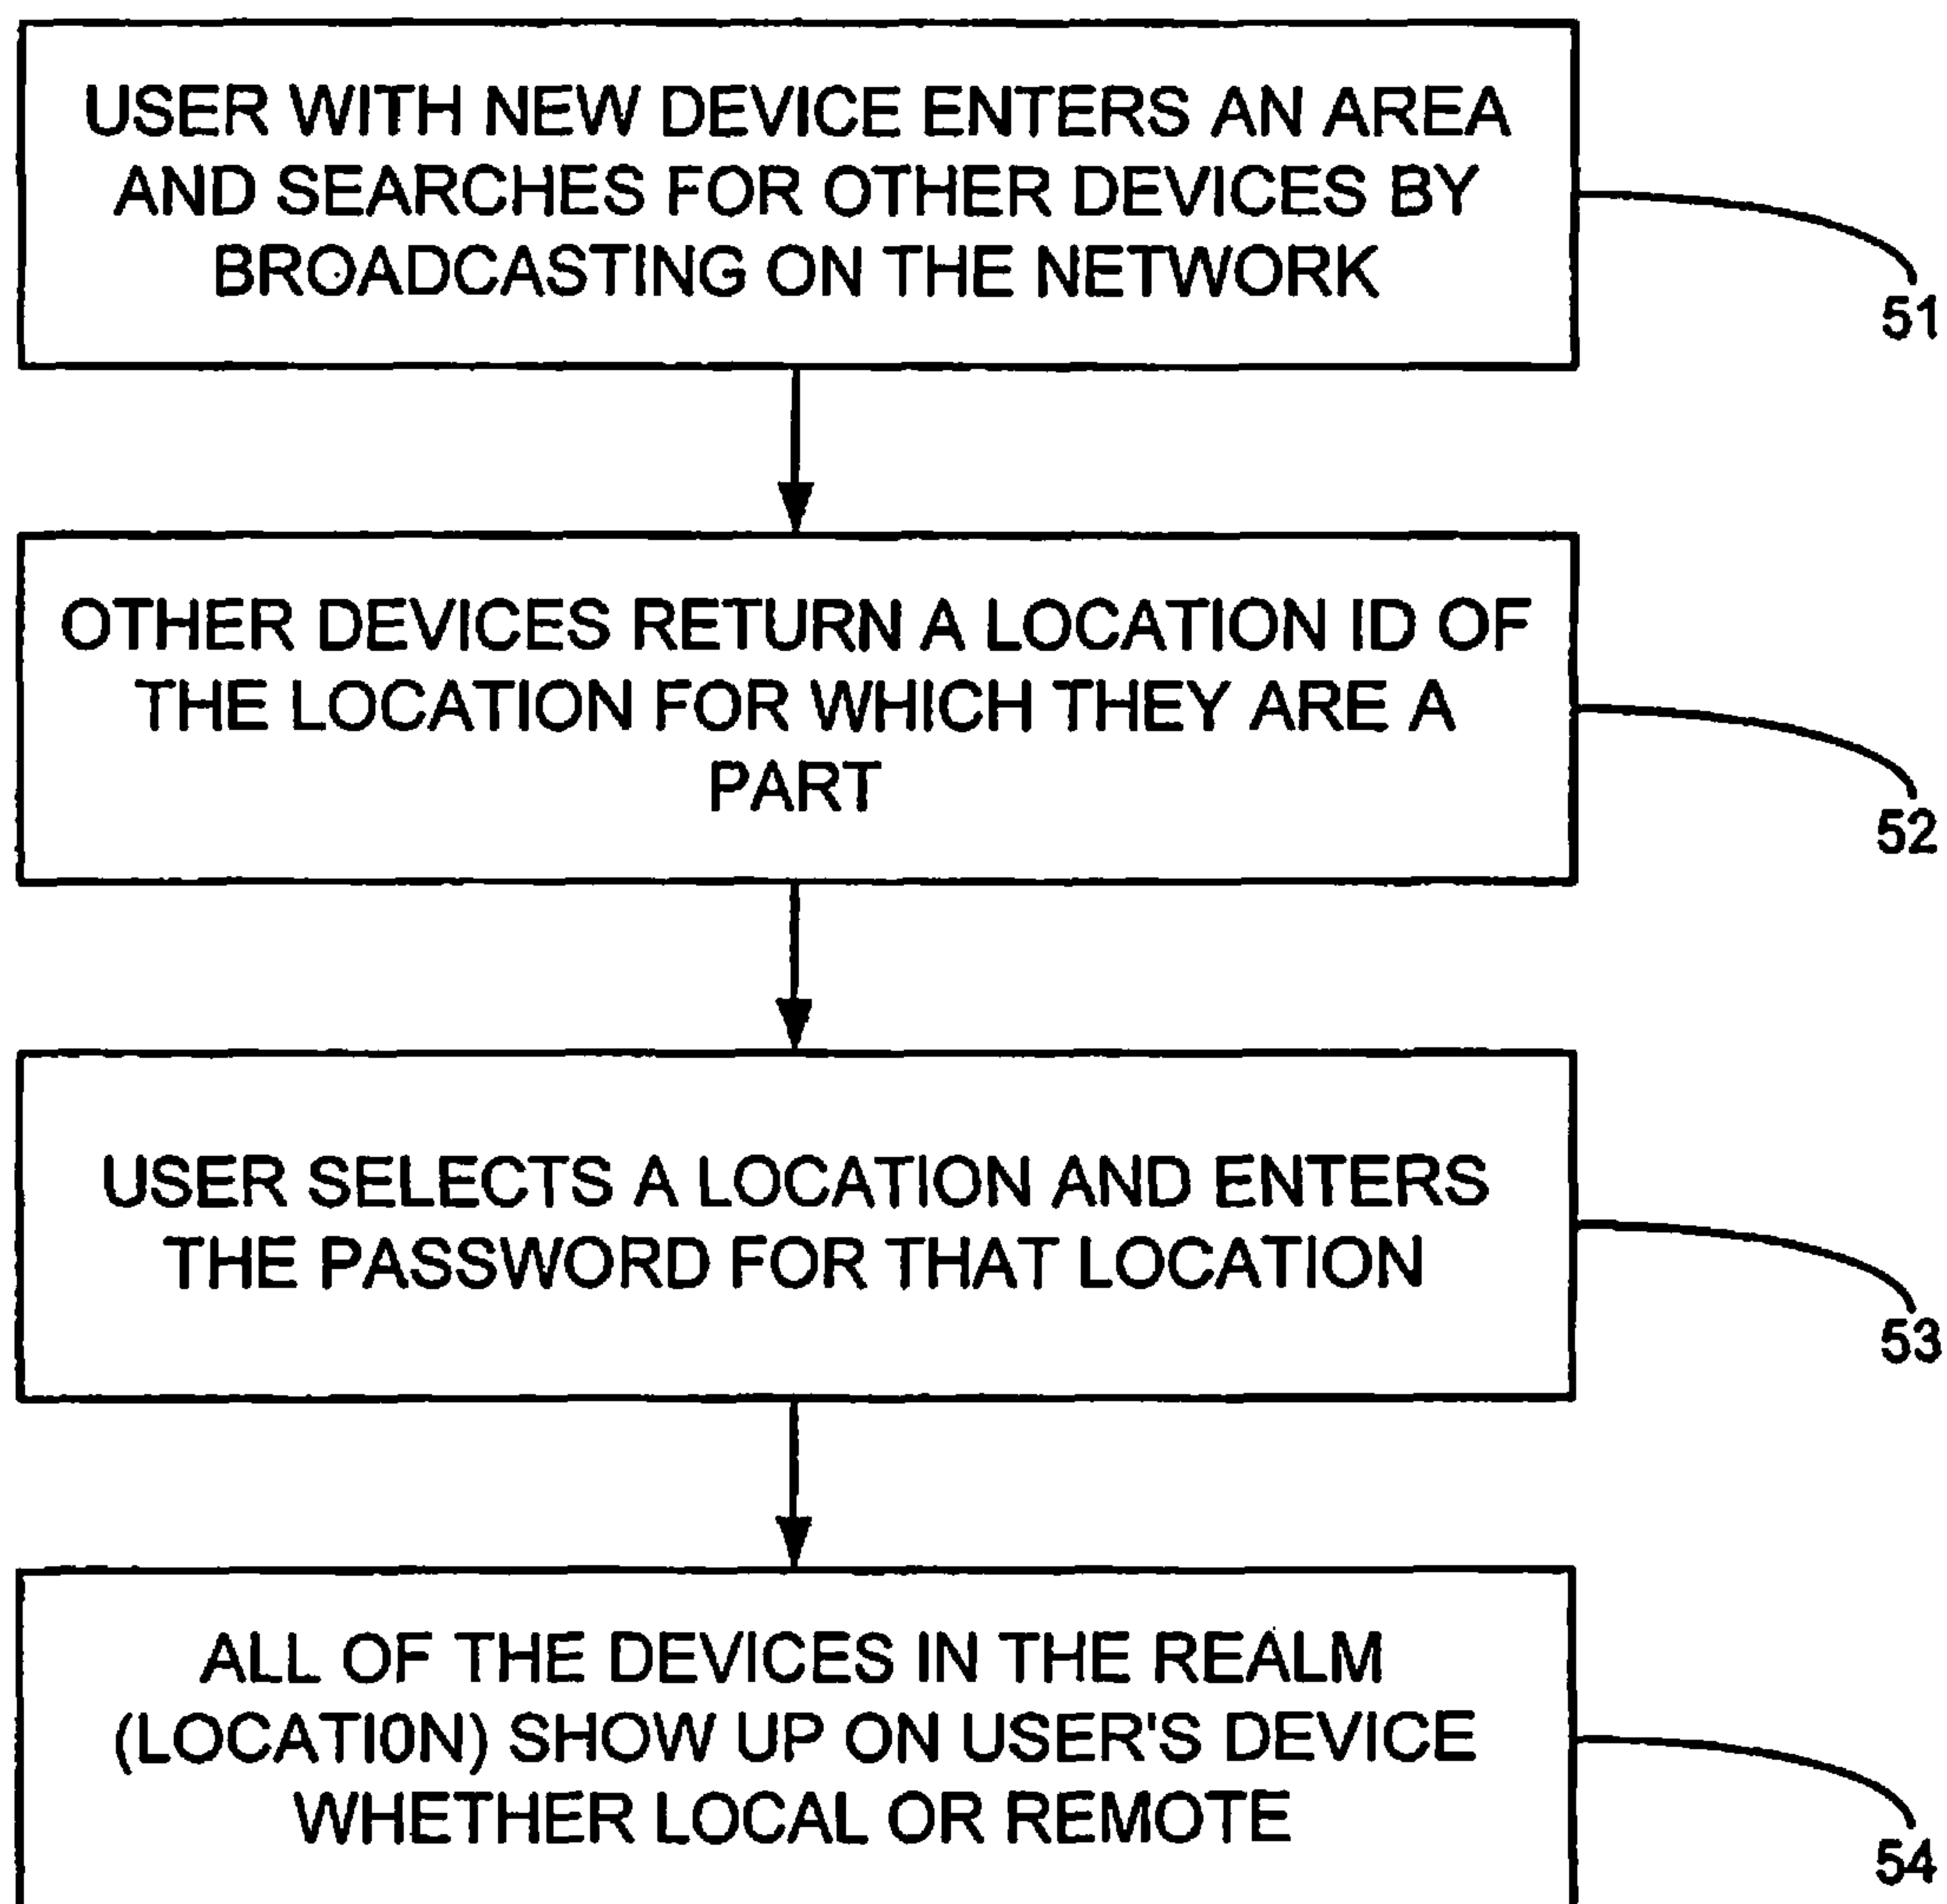 USER WITH NEW DEVICE ENTERS AN AREA
AND SEARCHES FOR OTHER DEVICES BY
BROADCASTING ON THE NETWORK
51
OTHER DEVICES RETURN A LOCATION ID OF
THE LOCATION FOR WHICH THEY ARE A
PART
52
USER SELECTS A LOCATION AND ENTERS
THE PASSWORD FOR THAT LOCATION
53
ALL OF THE DEVICES IN THE REALM
(LOCATION) SHOW UP ON USER'S DEVICE
WHETHER LOCAL OR REMOTE
54